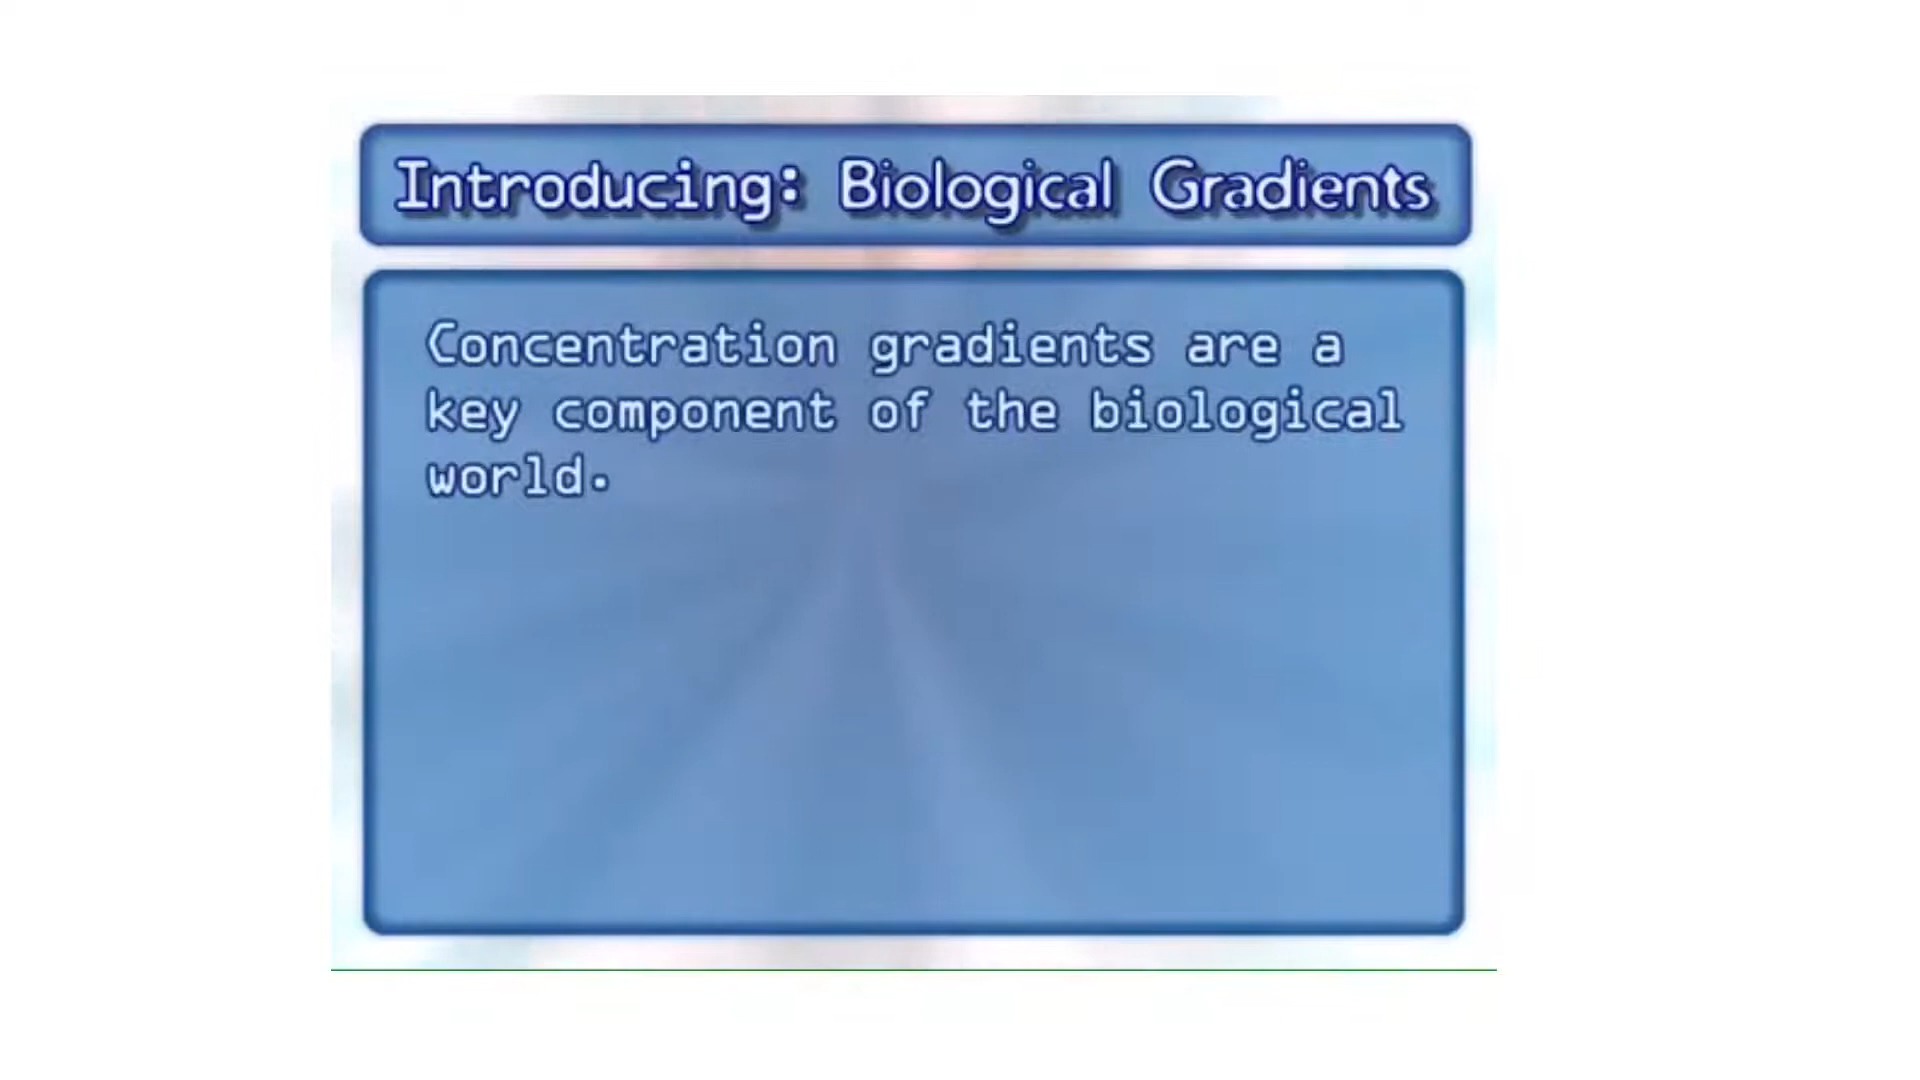 Introducing: Biological Gradients
Concentration gradients are a
key component of the biological
world.